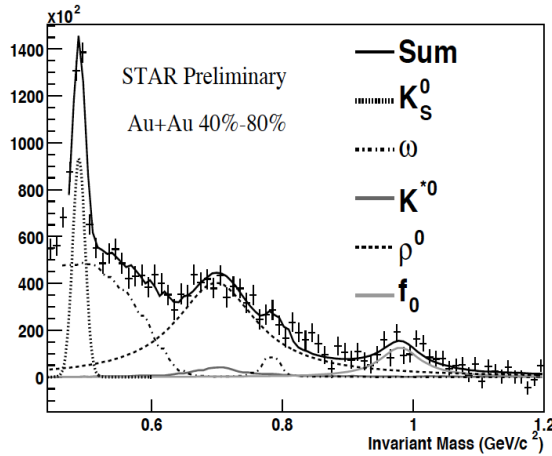 ×10²
1400
1200
1000
800
600
400
200
0
STAR Preliminary
Au+Au 40%-80%
Sum
K⁰S
ω
K*⁰
ρ⁰
f₀
0.6
0.8
1
1.2
Invariant Mass (GeV/c²)